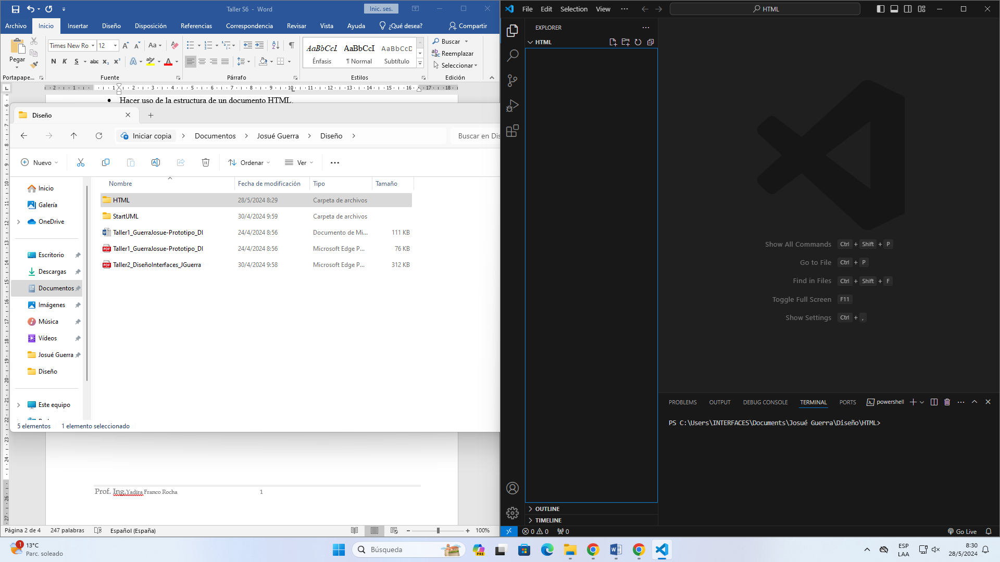 Taller S6 - Word
Inic. ses.
Archivo Inicio Insertar Diseño Disposición Referencias Correspondencia Revisar Vista Ayuda ¿Qué desea? Compartir
Pegar
Times New Ro 12
N K S abc x₂ x²
AaBbCcI AaBbCcI AaBbCcD
Énfasis ¶ Normal Subtítulo
Buscar
Reemplazar
Seleccionar
Portapape... Fuente Párrafo Estilos Edición
Hacer uso de la estructura de un documento HTML.
Diseño
Iniciar copia > Documentos > Josué Guerra > Diseño >
Buscar en Dis
Nuevo Ordenar Ver
Nombre Fecha de modificación Tipo Tamaño
HTML 28/5/2024 8:29 Carpeta de archivos
StartUML 30/4/2024 9:59 Carpeta de archivos
Taller1_GuerraJosue-Prototipo_DI 24/4/2024 8:56 Documento de Mi... 111 KB
Taller1_GuerraJosue-Prototipo_DI 24/4/2024 8:56 Microsoft Edge P... 76 KB
Taller2_DiseñoInterfaces_JGuerra 30/4/2024 9:58 Microsoft Edge P... 312 KB
Inicio
Galería
OneDrive
Escritorio
Descargas
Documentos
Imágenes
Música
Vídeos
Josué Guerra
Diseño
Este equipo
5 elementos 1 elemento seleccionado
Prof. Ing.Yadira Franco Rocha 1
Página 2 de 4 247 palabras Español (España) 100%
File Edit Selection View ...
HTML
EXPLORER
HTML
OUTLINE
TIMELINE
Show All Commands Ctrl + Shift + P
Go to File Ctrl + P
Find in Files Ctrl + Shift + F
Toggle Full Screen F11
Show Settings Ctrl + ,
PROBLEMS OUTPUT DEBUG CONSOLE TERMINAL PORTS powershell
PS C:\Users\INTERFACES\Documents\Josué Guerra\Diseño\HTML>
0 0 0 Go Live
1
13°C
Parc. soleado
Búsqueda
PRE
ESP
LAA
8:30
28/5/2024